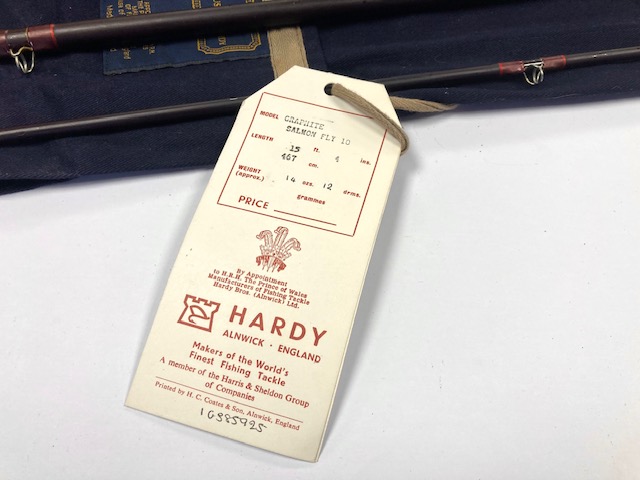 MODEL GRAPHITE
SALMON FLY 10
LENGTH 15 ft. 4 ins.
467 cm.
WEIGHT (approx.) 14 ozs. 12 drms.
grammes
PRICE
By Appointment
to H.R.H. The Prince of Wales
Manufacturers of Fishing Tackle
Hardy Bros. (Alnwick) Ltd.
HARDY
ALNWICK · ENGLAND
Makers of the World's
Finest Fishing Tackle
A member of the Harris & Sheldon Group
of Companies
Printed by H. C. Coates & Son, Alnwick, England
1GS85925